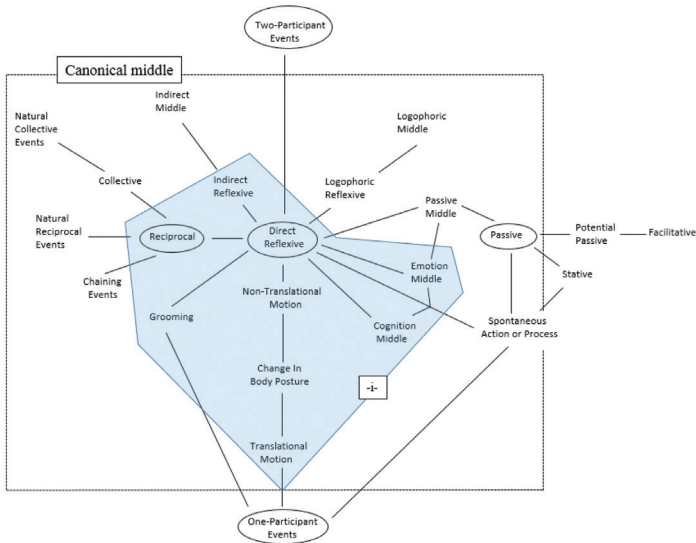 Two-Participant
Events
Canonical middle
Indirect
Middle
Natural
Collective
Events
Logophoric
Middle
Collective
Indirect
Reflexive
Logophoric
Reflexive
Passive
Middle
Natural
Reciprocal
Events
Reciprocal
Direct
Reflexive
Passive
Potential
Passive
Facilitative
Chaining
Events
Non-Translational
Motion
Emotion
Middle
Stative
Grooming
Cognition
Middle
Spontaneous
Action or Process
Change In
Body Posture
-i-
Translational
Motion
One-Participant
Events